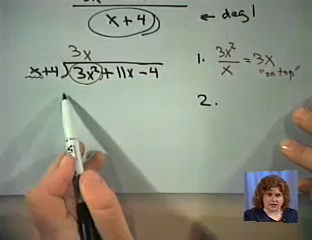 x + 4
← deg 1
3x
x+4) 3x² + 11x - 4
1. 3x²/x = 3x
"on top"
2.